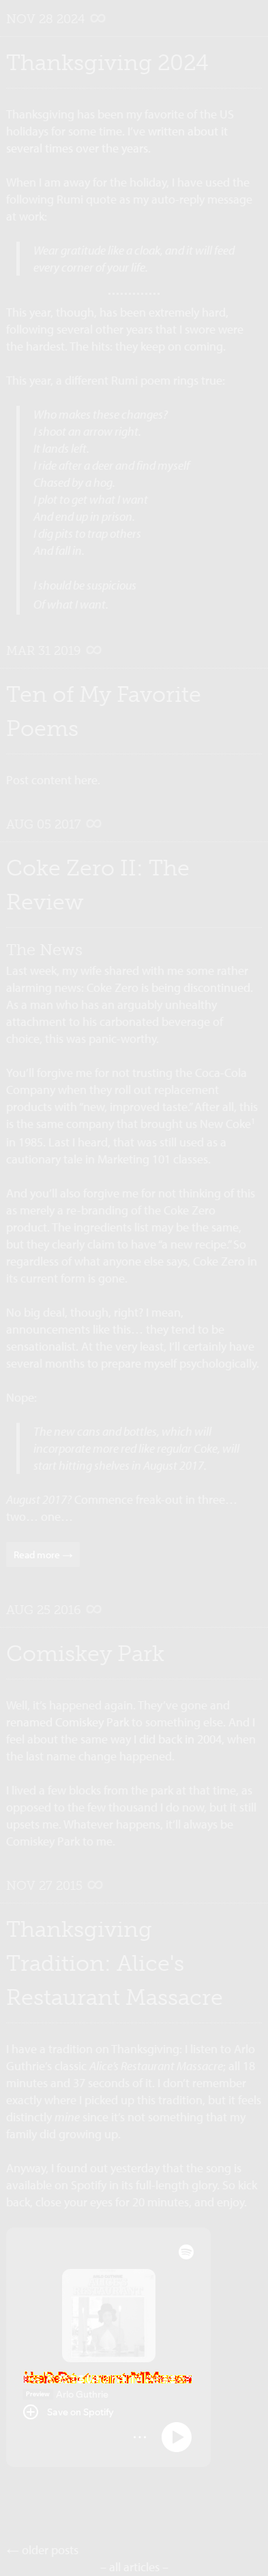 NOV 28 2024 ∞
Thanksgiving 2024
Thanksgiving has been my favorite of the US
holidays for some time. I've written about it
several times over the years.
When I am away for the holiday, I have used the
following Rumi quote as my auto-reply message
at work:
Wear gratitude like a cloak, and it will feed
every corner of your life.
This year, though, has been extremely hard,
following several other years that I swore were
the hardest. The hits: they keep on coming.
This year, a different Rumi poem rings true:
Who makes these changes?
I shoot an arrow right.
It lands left.
I ride after a deer and find myself
Chased by a hog.
I plot to get what I want
And end up in prison.
I dig pits to trap others
And fall in.
I should be suspicious
Of what I want.
MAR 31 2019 ∞
Ten of My Favorite
Poems
Post content here.
AUG 05 2017 ∞
Coke Zero II: The
Review
The News
Last week, my wife shared with me some rather
alarming news: Coke Zero is being discontinued.
As a man who has an arguably unhealthy
attachment to his carbonated beverage of
choice, this was panic-worthy.
You'll forgive me for not trusting the Coca-Cola
Company when they roll out replacement
products with "new, improved taste." After all, this
is the same company that brought us New Coke
in 1985. Last I heard, that was still used as a
cautionary tale in Marketing 101 classes.
And you'll also forgive me for not thinking of this
as merely a re-branding of the Coke Zero
product. The ingredients list may be the same,
but they clearly claim to have "a new recipe." So
regardless of what anyone else says, Coke Zero in
its current form is gone.
No big deal, though, right? I mean,
announcements like this… they tend to be
sensationalist. At the very least, I'll certainly have
several months to prepare myself psychologically.
Nope:
The new cans and bottles, which will
incorporate more red like regular Coke, will
start hitting shelves in August 2017.
August 2017? Commence freak-out in three…
two… one…
Read more →
AUG 25 2016 ∞
Comiskey Park
Well, it's happened again. They've gone and
renamed Comiskey Park to something else. And I
feel about the same way I did back in 2004, when
the last name change happened.
I lived a few blocks from the park at that time, as
opposed to the few thousand I do now, but it still
upsets me. Whatever happens, it'll always be
Comiskey Park to me.
NOV 27 2015 ∞
Thanksgiving
Tradition: Alice's
Restaurant Massacre
I have a tradition on Thanksgiving: I listen to Arlo
Guthrie's classic Alice's Restaurant Massacre; all 18
minutes and 37 seconds of it. I don't remember
exactly where I picked up this tradition, but it feels
distinctly mine since it's not something that my
family did growing up.
Anyway, I found out yesterday that the song is
available on Spotify in its full-length glory. So kick
back, close your eyes for 20 minutes, and enjoy.
Preview Arlo Guthrie
Save on Spotify
← older posts
– all articles –